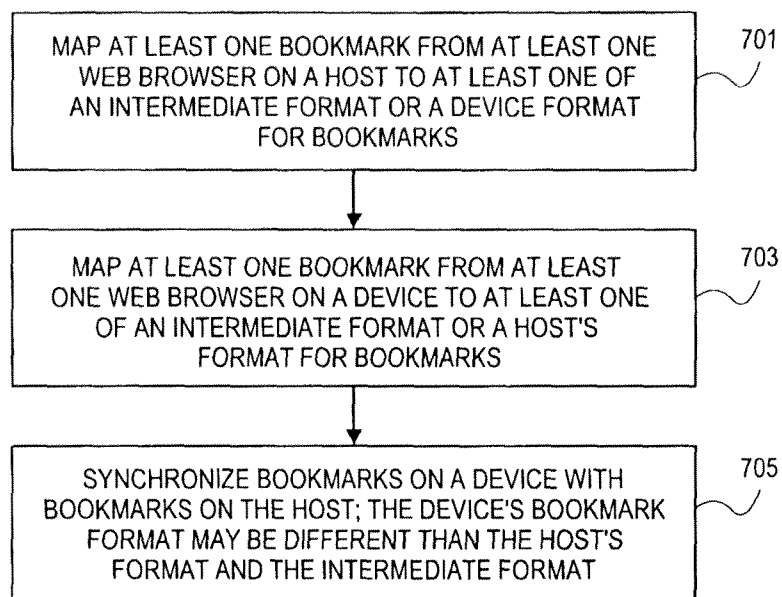 MAP AT LEAST ONE BOOKMARK FROM AT LEAST ONE
WEB BROWSER ON A HOST TO AT LEAST ONE OF
AN INTERMEDIATE FORMAT OR A DEVICE FORMAT
FOR BOOKMARKS
701
MAP AT LEAST ONE BOOKMARK FROM AT LEAST
ONE WEB BROWSER ON A DEVICE TO AT LEAST ONE
OF AN INTERMEDIATE FORMAT OR A HOST'S
FORMAT FOR BOOKMARKS
703
SYNCHRONIZE BOOKMARKS ON A DEVICE WITH
BOOKMARKS ON THE HOST; THE DEVICE'S BOOKMARK
FORMAT MAY BE DIFFERENT THAN THE HOST'S
FORMAT AND THE INTERMEDIATE FORMAT
705